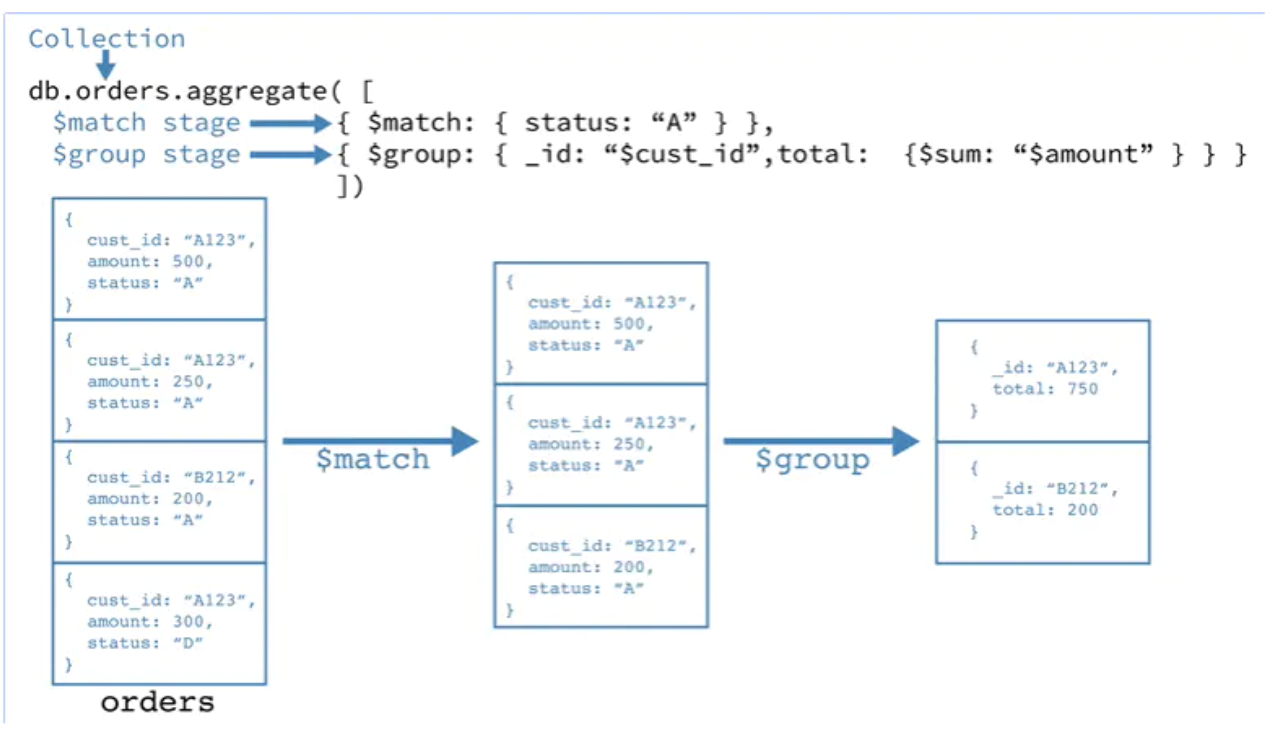 Collection
db.orders.aggregate( [
$match stage { $match: { status: “A” } },
$group stage { $group: { _id: “$cust_id”,total: {$sum: “$amount” } } }
])
{
cust_id: “A123”,
amount: 500,
status: “A”
}
{
cust_id: “A123”,
amount: 250,
status: “A”
}
{
cust_id: “B212”,
amount: 200,
status: “A”
}
{
cust_id: “A123”,
amount: 300,
status: “D”
}
orders
$match
{
cust_id: “A123”,
amount: 500,
status: “A”
}
{
cust_id: “A123”,
amount: 250,
status: “A”
}
{
cust_id: “B212”,
amount: 200,
status: “A”
}
$group
{
_id: “A123”,
total: 750
}
{
_id: “B212”,
total: 200
}